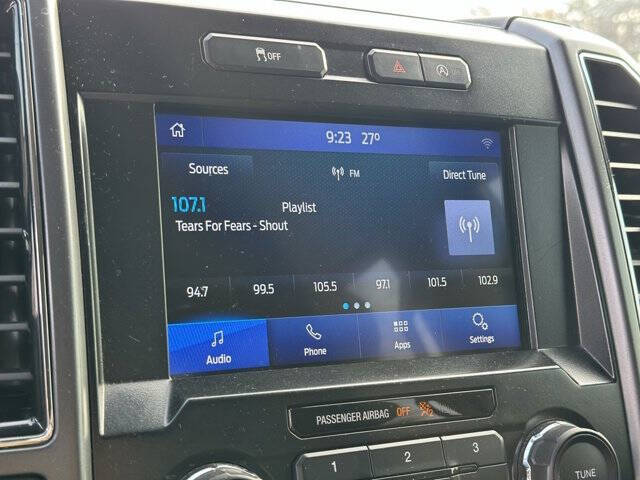 OFF
9:23 27°
Sources FM Direct Tune
107.1 Playlist
Tears For Fears - Shout
94.7 99.5 105.5 97.1 101.5 102.9
Audio Phone Apps Settings
PASSENGER AIRBAG OFF
1 2 3
TUNE